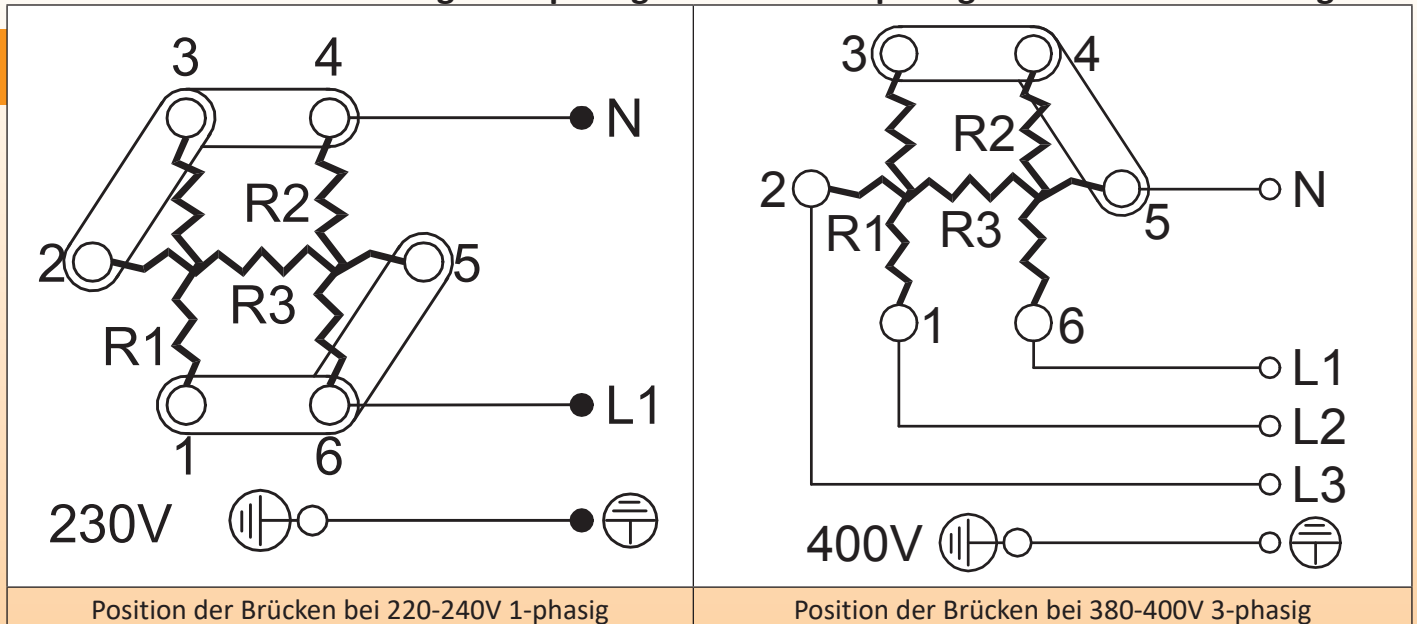 3 4
N
R2
2 5
R3
R1
L1
1 6
230V
Position der Brücken bei 220-240V 1-phasig
3 4
R2
2 N
R1 R3 5
1 6
L1
L2
L3
400V
Position der Brücken bei 380-400V 3-phasig